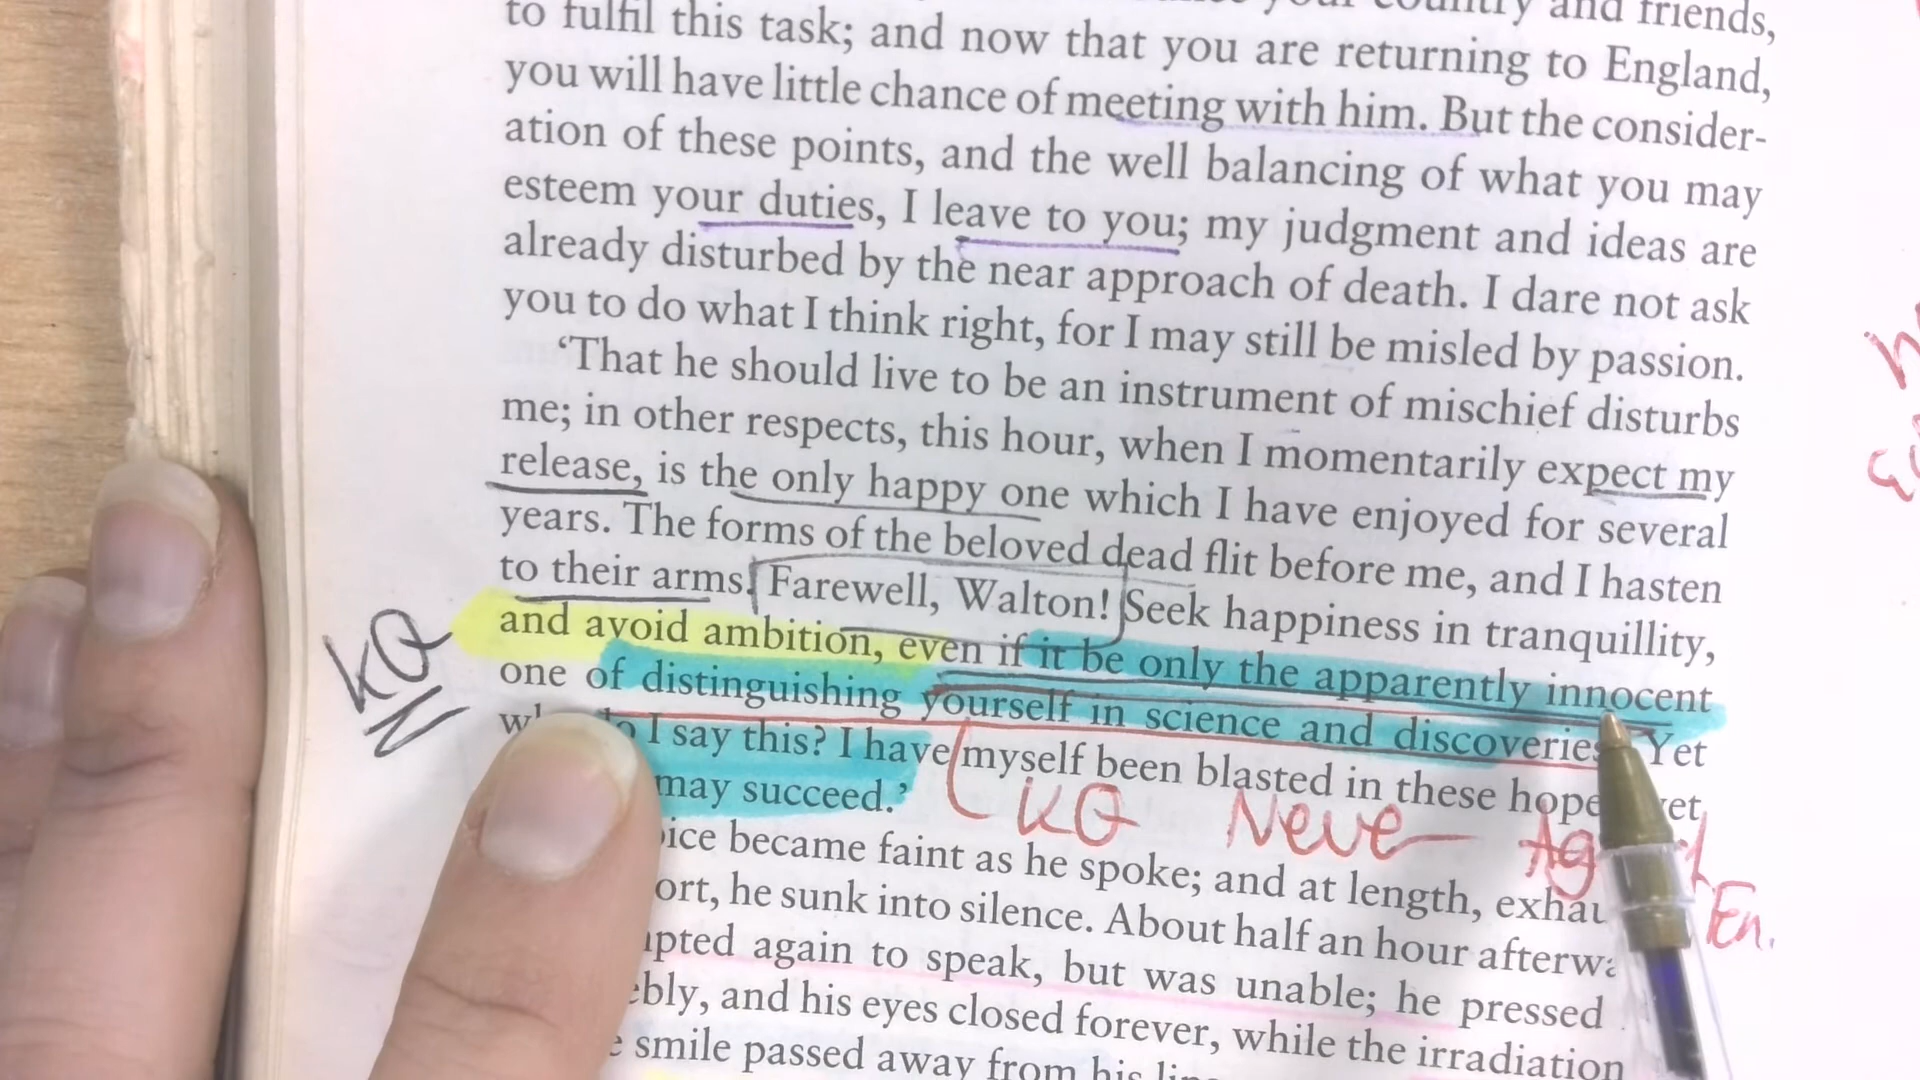 your country and friends,
to fulfil this task; and now that you are returning to England,
you will have little chance of meeting with him. But the consider-
ation of these points, and the well balancing of what you may
esteem your duties, I leave to you; my judgment and ideas are
already disturbed by the near approach of death. I dare not ask
you to do what I think right, for I may still be misled by passion.
‘That he should live to be an instrument of mischief disturbs
me; in other respects, this hour, when I momentarily expect my
release, is the only happy one which I have enjoyed for several
years. The forms of the beloved dead flit before me, and I hasten
to their arms. Farewell, Walton! Seek happiness in tranquillity,
and avoid ambition, even if it be only the apparently innocent
KQ
one of distinguishing yourself in science and discoveries. Yet
I say this? I have myself been blasted in these hope
may succeed.’
KQ Never
became faint as he spoke; and at length,
he sunk into silence. About half an hour
En.
again to speak, but was unable; he pressed
and his eyes closed forever, while the irradiation
smile passed away from his